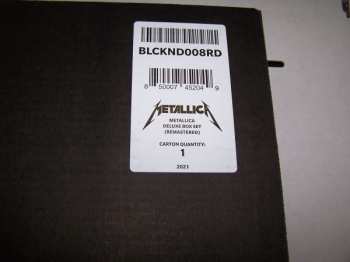 BLCKND008RD
8 50007 45204 9
METALLICA
METALLICA
DELUXE BOX SET
(REMASTERED)
CARTON QUANTITY:
1
2021